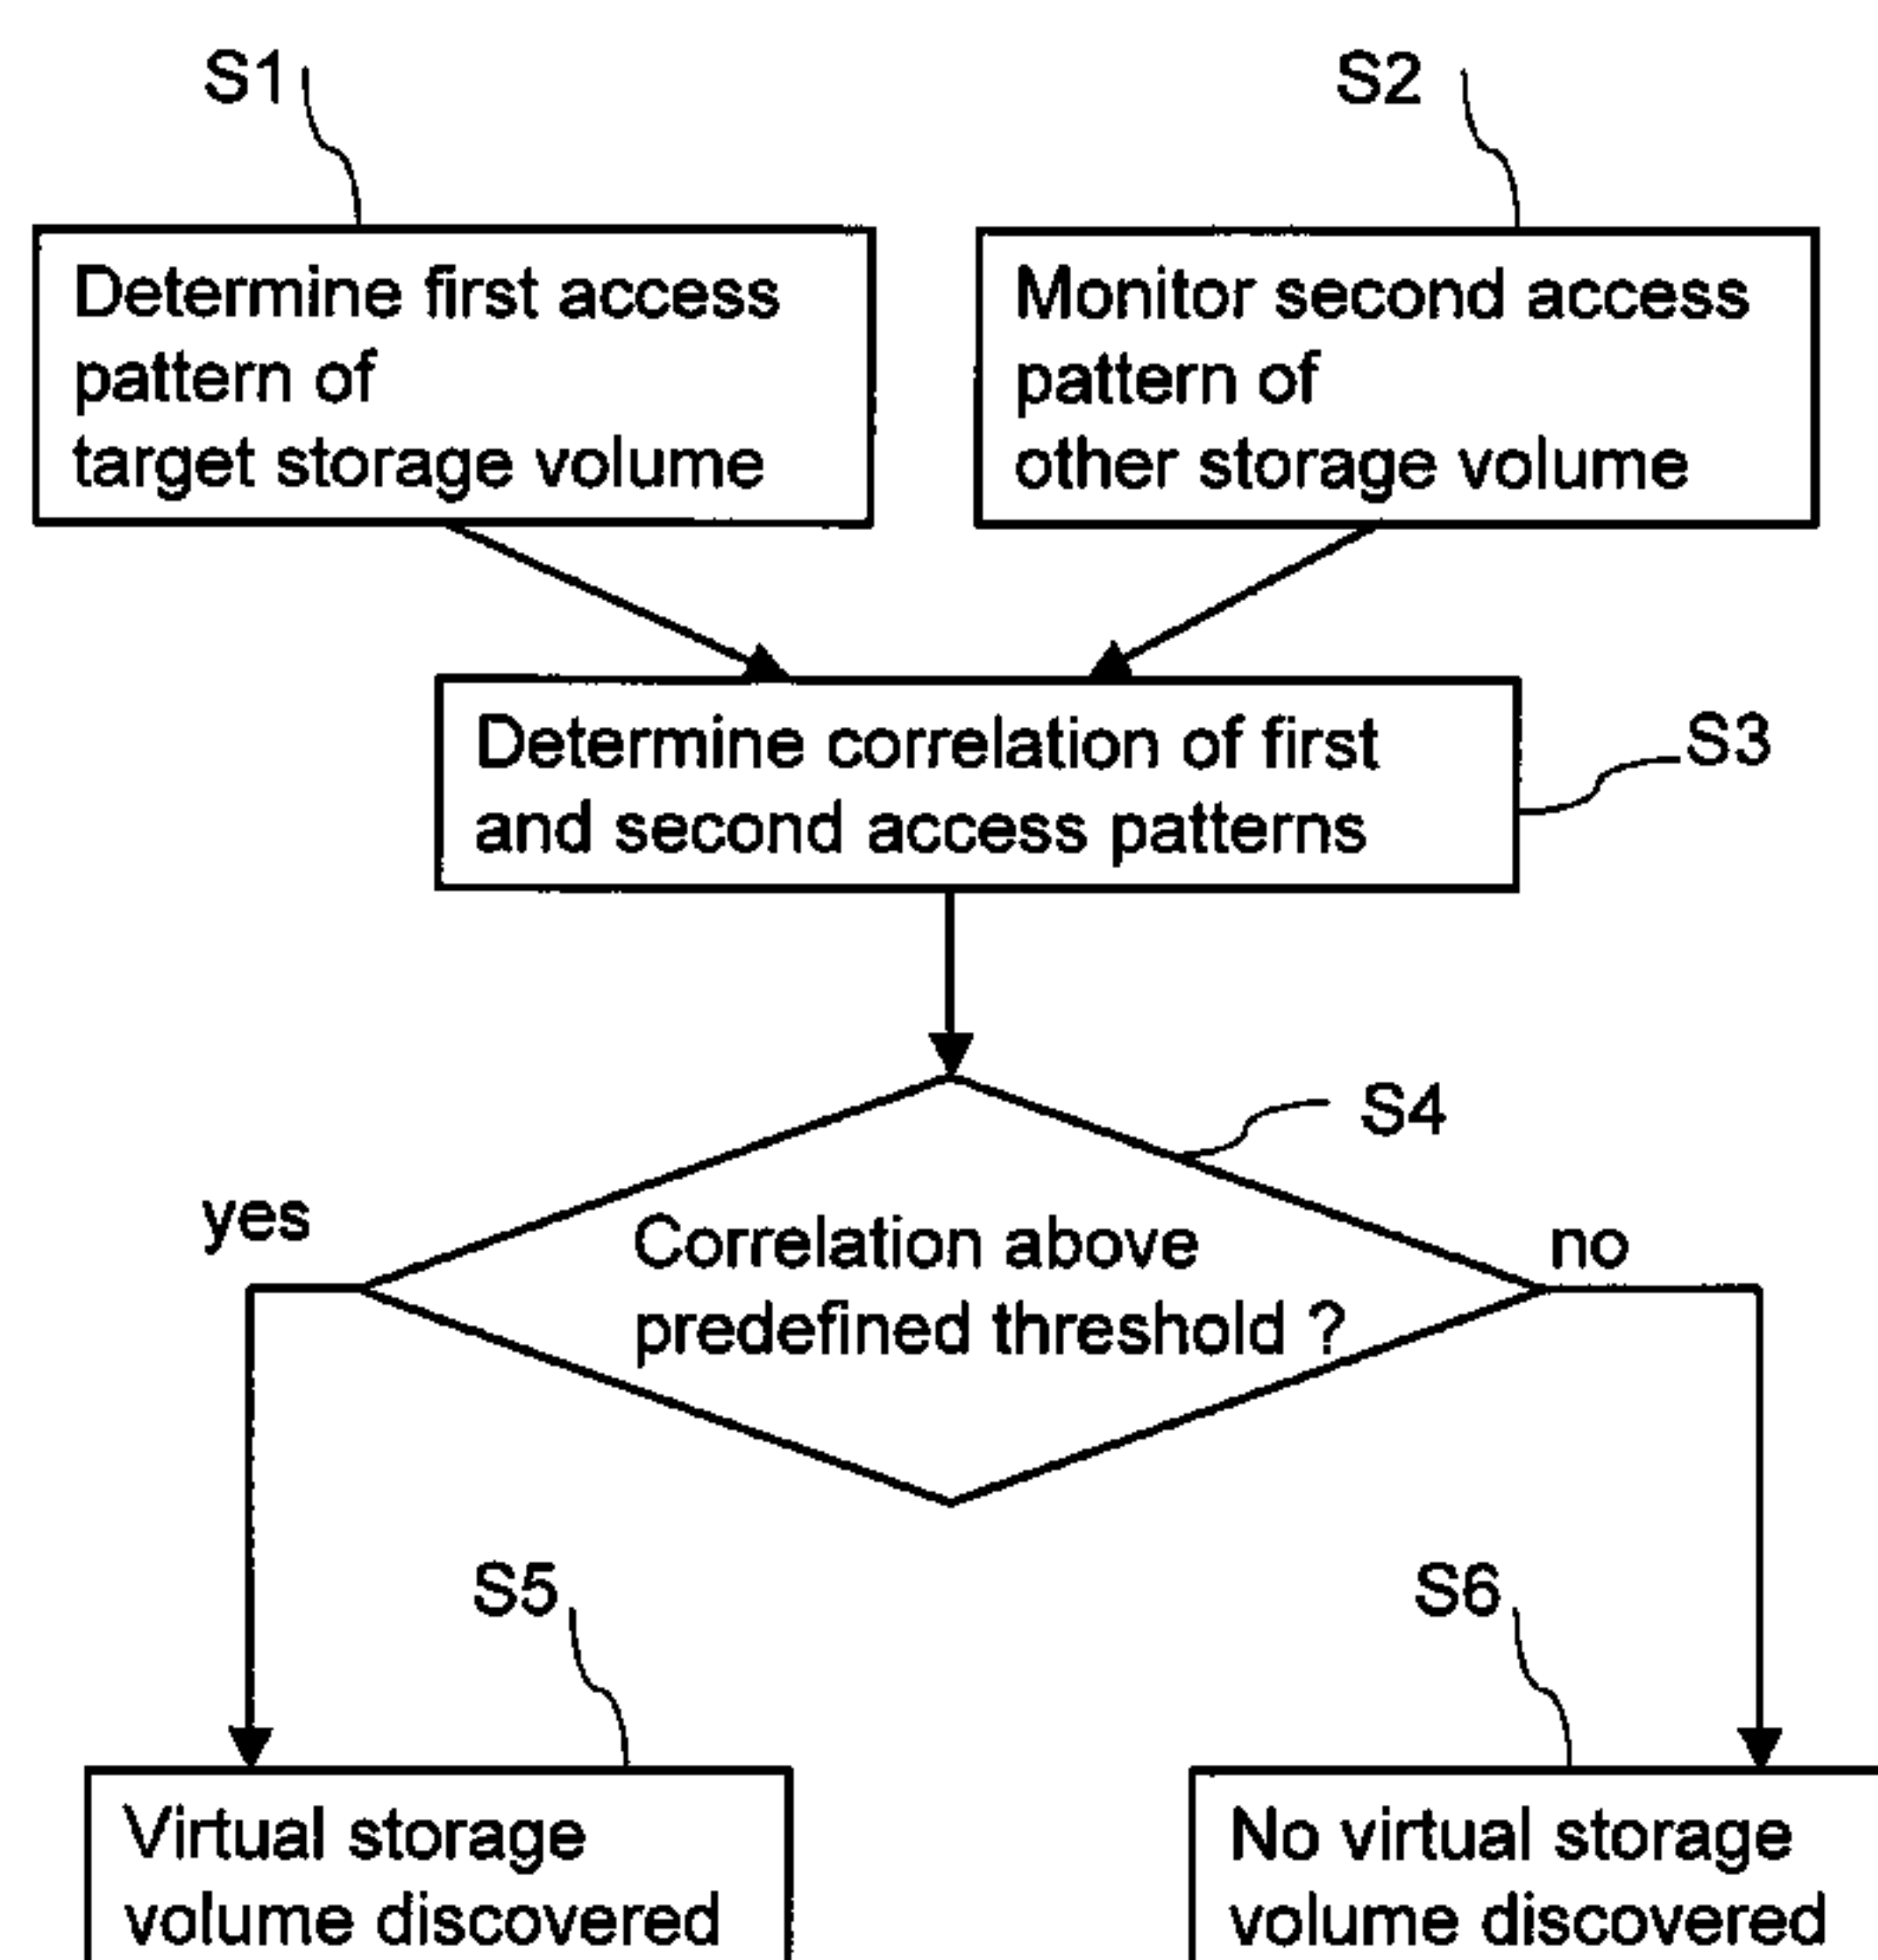 S1
S2
Determine first access
pattern of
target storage volume
Monitor second access
pattern of
other storage volume
Determine correlation of first
and second access patterns
S3
S4
yes
Correlation above
predefined threshold ?
no
S5
S6
Virtual storage
volume discovered
No virtual storage
volume discovered